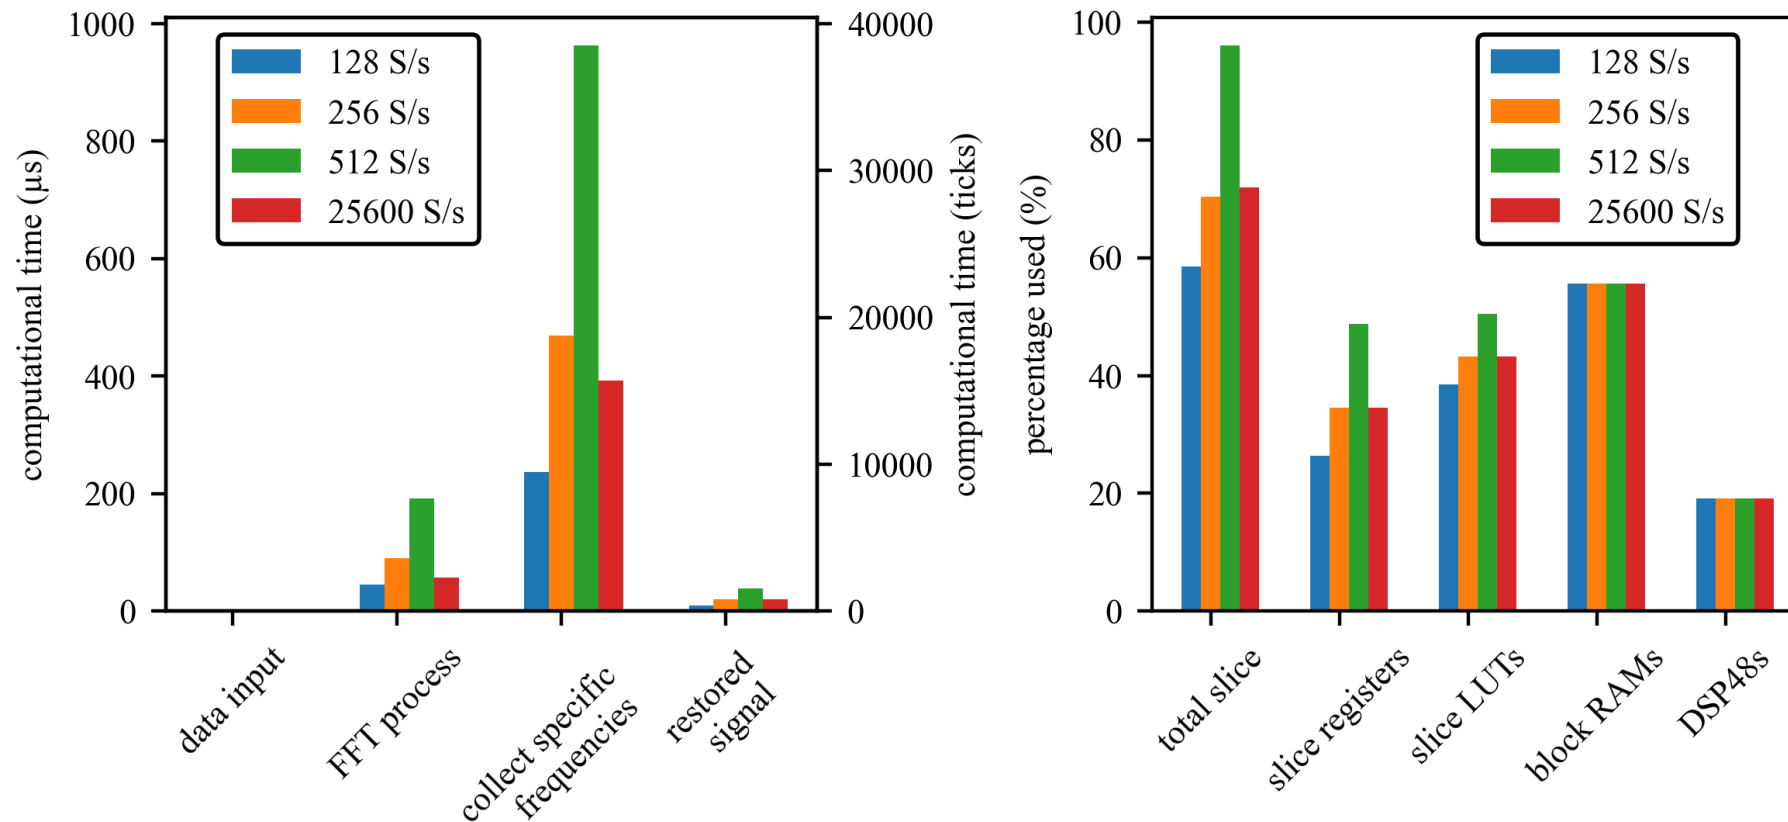 computational time (μs)
1000
800
600
400
200
0
128 S/s
256 S/s
512 S/s
25600 S/s
data input
FFT process
collect specific
frequencies
restored
signal
40000
30000
20000
10000
0
computational time (ticks)
percentage used (%)
100
80
60
40
20
0
128 S/s
256 S/s
512 S/s
25600 S/s
total slice
slice registers
slice LUTs
block RAMs
DSP48s